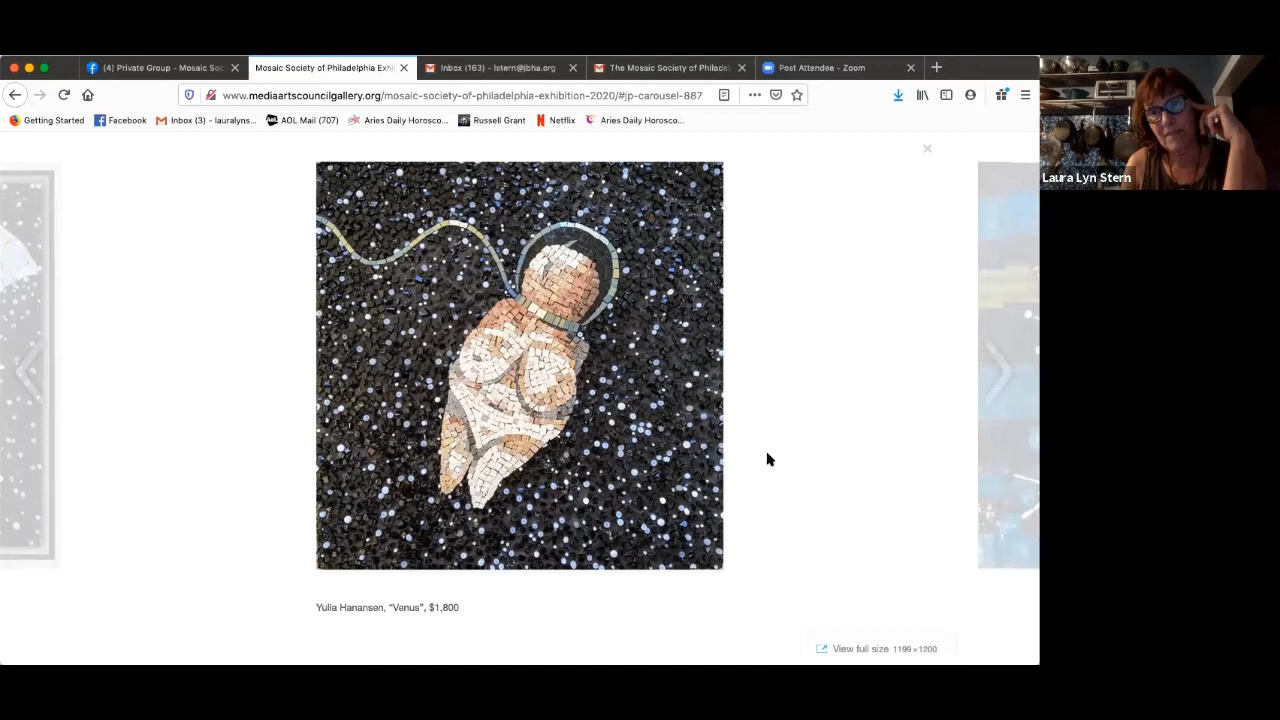 (4) Private Group - Mosaic Soc
Mosaic Society of Philadelphia Exhi
Inbox (163) - lstern@jbha.org
The Mosaic Society of Philadel
Post Attendee - Zoom
www.mediaartscouncilgallery.org/mosaic-society-of-philadelphia-exhibition-2020/#jp-carousel-887
Getting Started
Facebook
Inbox (3) - lauralyns...
AOL Mail (707)
Aries Daily Horosco...
Russell Grant
Netflix
Aries Daily Horosco...
Laura Lyn Stern
Yulia Hanansen, “Venus”, $1,800
View full size 1199×1200